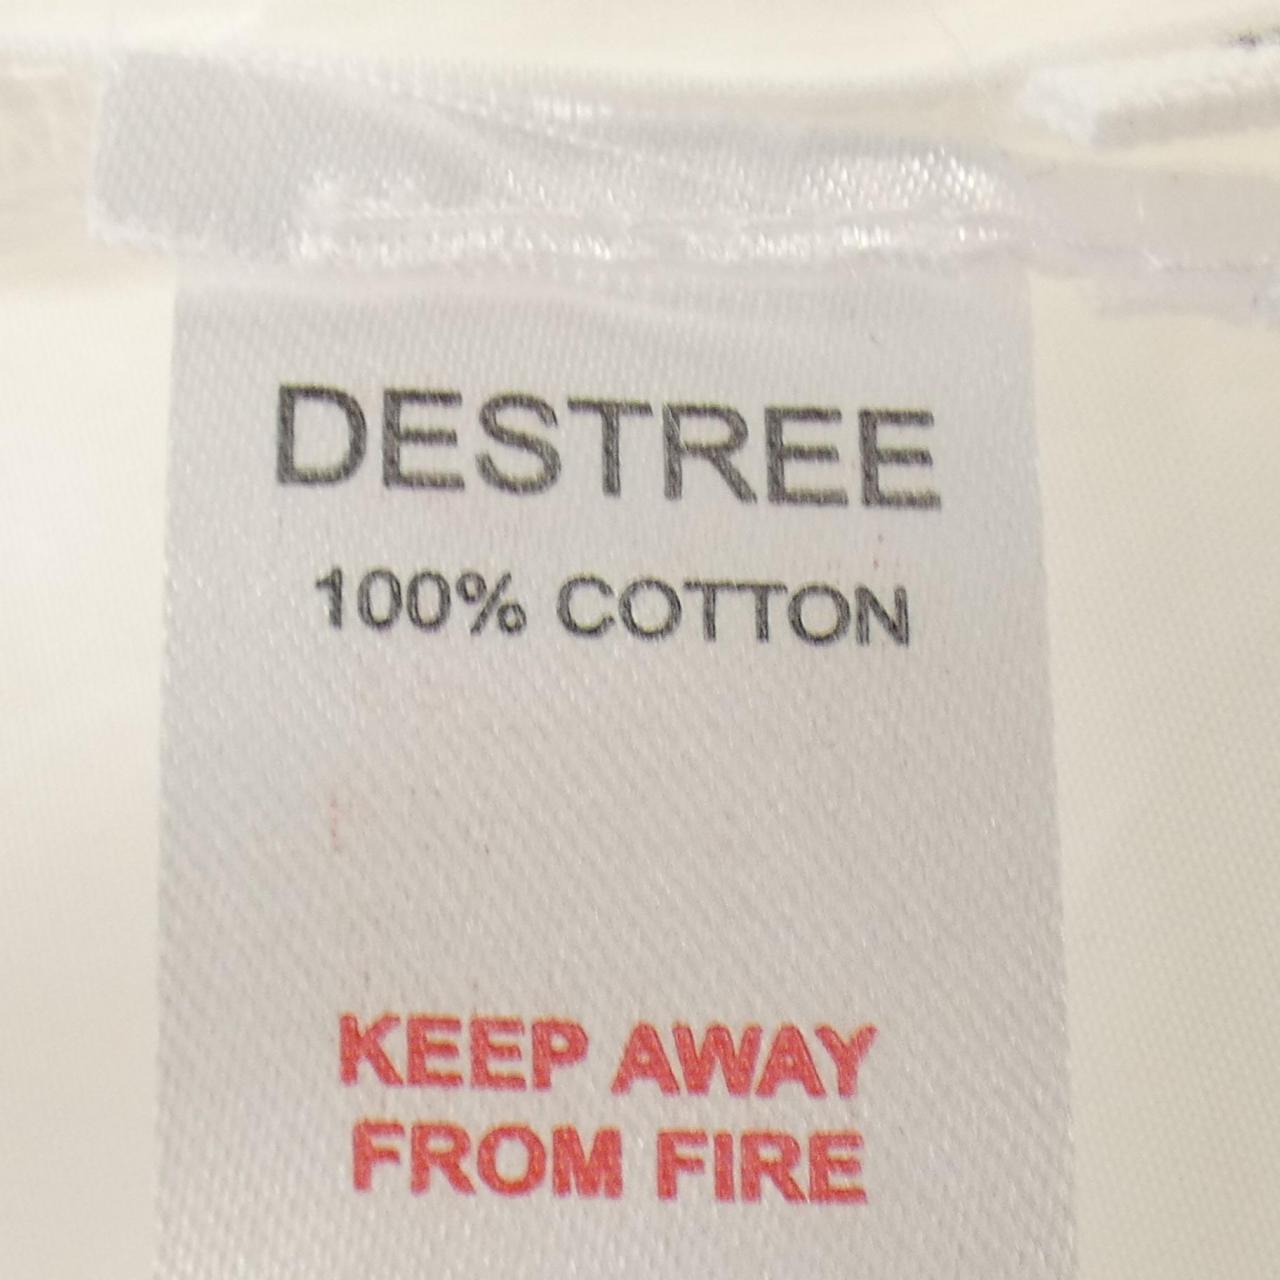 DESTREE
100% COTTON
KEEP AWAY
FROM FIRE